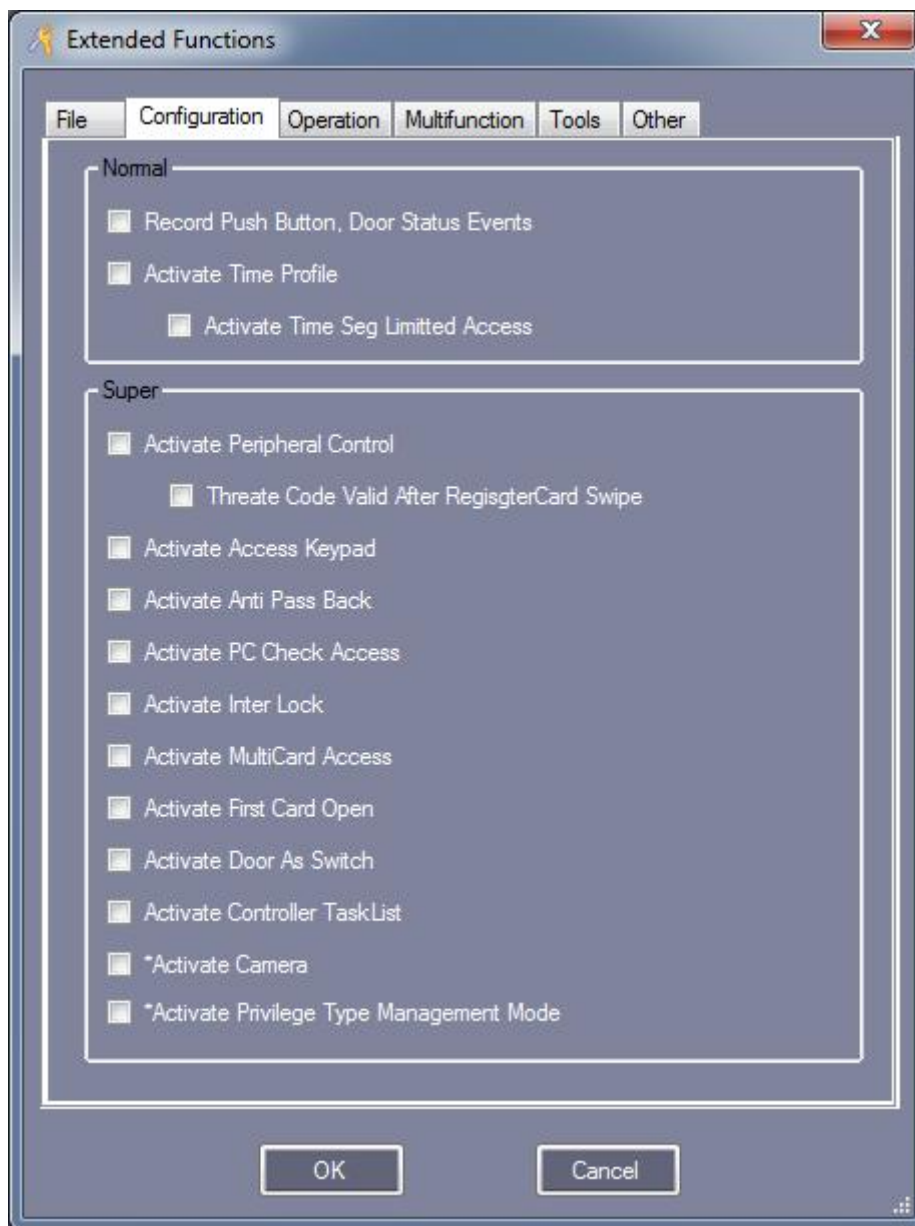 Extended Functions
File Configuration Operation Multifunction Tools Other
Normal
Record Push Button, Door Status Events
Activate Time Profile
Activate Time Seg Limitted Access
Super
Activate Peripheral Control
Threate Code Valid After RegisgterCard Swipe
Activate Access Keypad
Activate Anti Pass Back
Activate PC Check Access
Activate Inter Lock
Activate MultiCard Access
Activate First Card Open
Activate Door As Switch
Activate Controller TaskList
*Activate Camera
*Activate Privilege Type Management Mode
OK Cancel